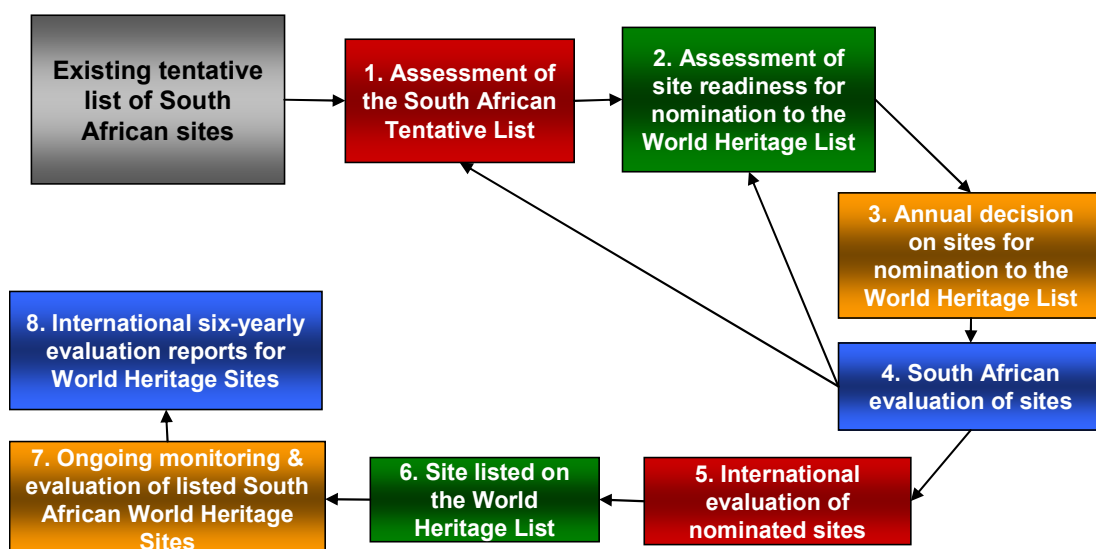 Existing tentative
list of South
African sites
1. Assessment of
the South African
Tentative List
2. Assessment of
site readiness for
nomination to the
World Heritage List
3. Annual decision
on sites for
nomination to the
World Heritage List
4. South African
evaluation of sites
5. International
evaluation of
nominated sites
6. Site listed on
the World
Heritage List
7. Ongoing monitoring &
evaluation of listed South
African World Heritage
Sites
8. International six-yearly
evaluation reports for
World Heritage Sites